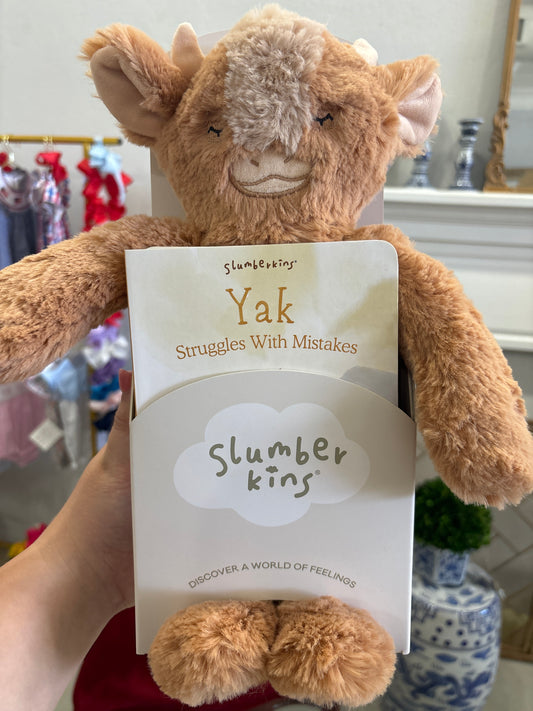 slumberkins®
Yak
Struggles With Mistakes
slumber
kins®
DISCOVER A WORLD OF FEELINGS